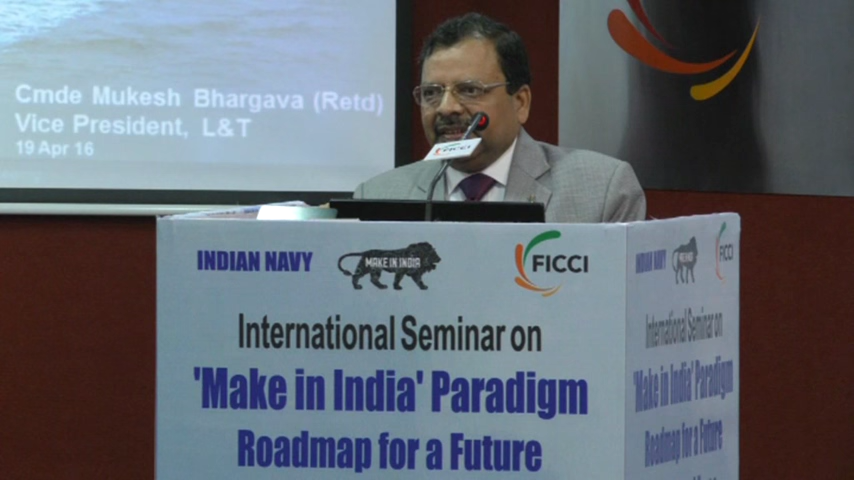 Cmde Mukesh Bhargava (Retd)
Vice President, L&T
19 Apr 16
FICCI
INDIAN NAVY
MAKE IN INDIA
FICCI
International Seminar on
'Make in India' Paradigm
Roadmap for a Future
INDIAN NAVY
FICCI
International Seminar on
'Make in India' Paradigm
Roadmap for a Future